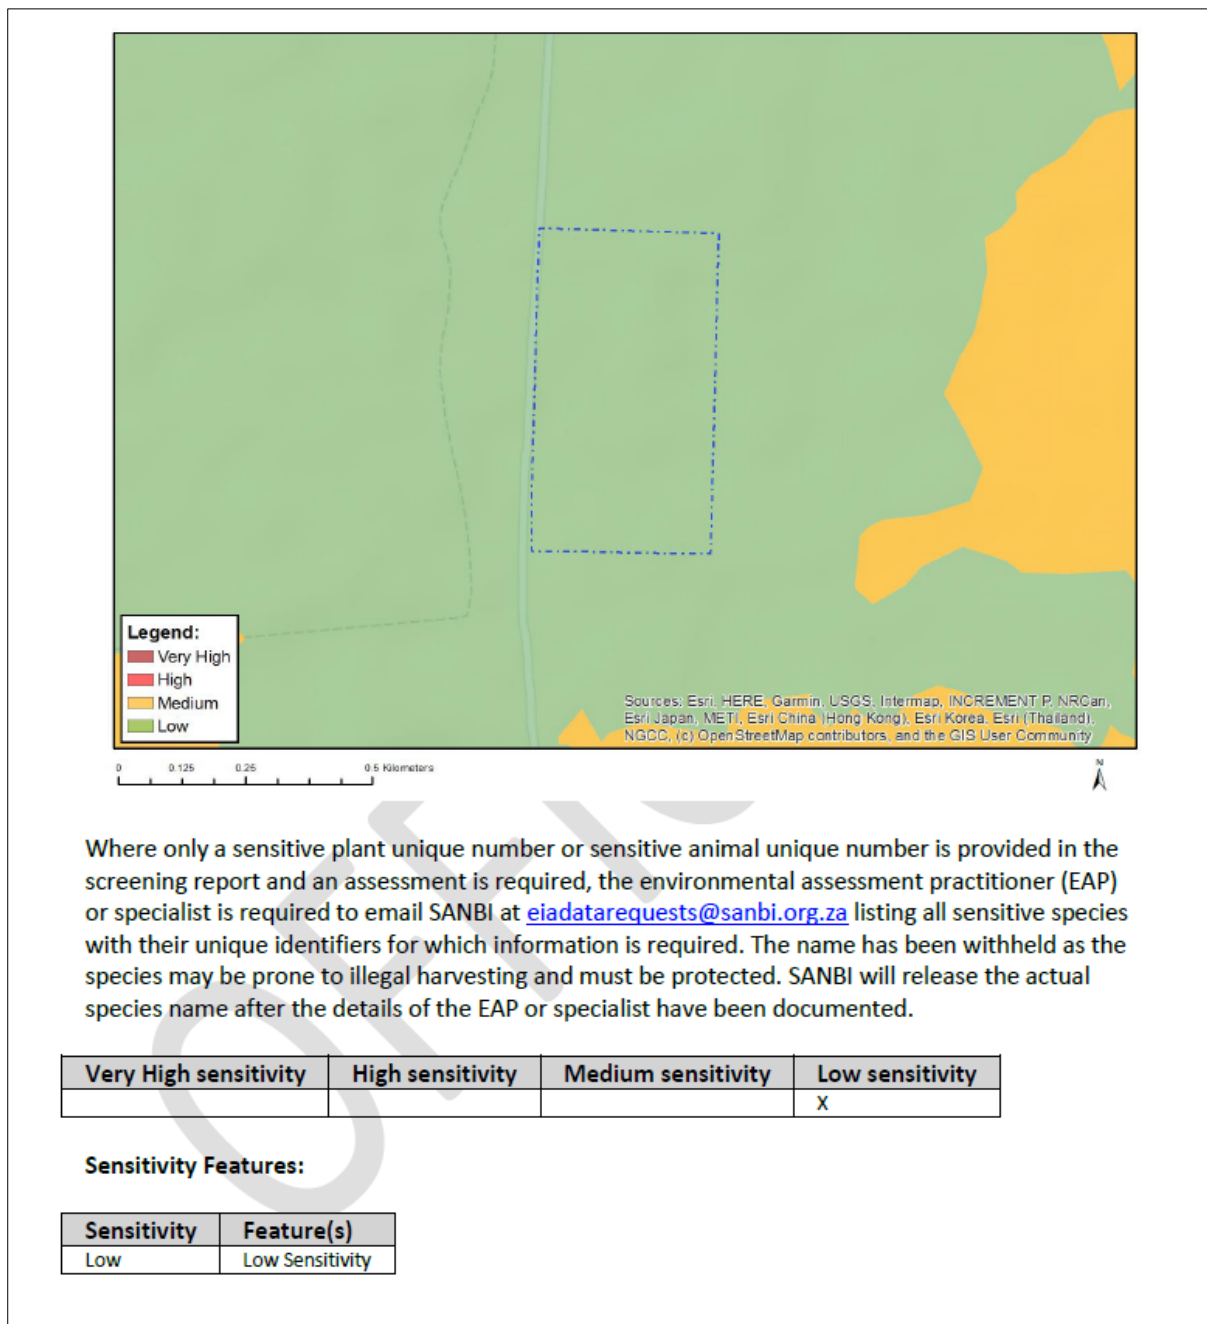 Legend:
Very High
High
Medium
Low
Sources: Esri, HERE, Garmin, USGS, Intermap, INCREMENT P, NRCan,
Esri Japan, METI, Esri China (Hong Kong), Esri Korea, Esri (Thailand),
NGCC, (c) OpenStreetMap contributors, and the GIS User Community
0 0.125 0.25 0.5 Kilometers
N
Where only a sensitive plant unique number or sensitive animal unique number is provided in the
screening report and an assessment is required, the environmental assessment practitioner (EAP)
or specialist is required to email SANBI at eiadatarequests@sanbi.org.za listing all sensitive species
with their unique identifiers for which information is required. The name has been withheld as the
species may be prone to illegal harvesting and must be protected. SANBI will release the actual
species name after the details of the EAP or specialist have been documented.
Very High sensitivity High sensitivity Medium sensitivity Low sensitivity
X
Sensitivity Features:
Sensitivity Feature(s)
Low Low Sensitivity